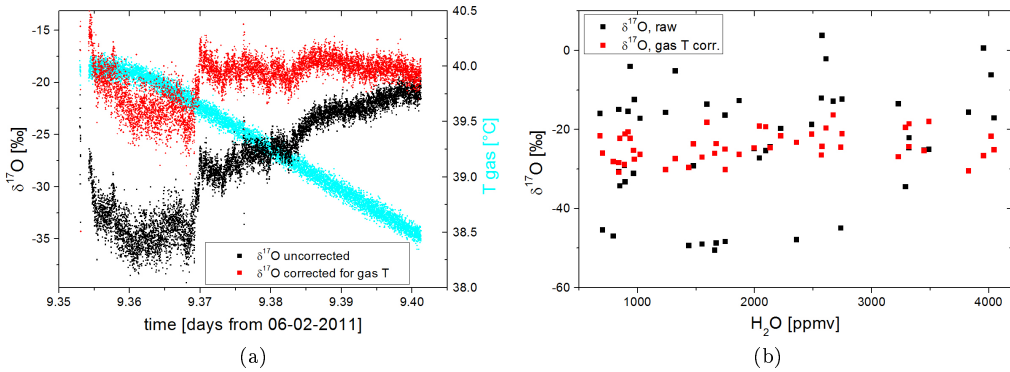 -15
-20
-25
-30
-35
δ¹⁷O [‰]
40.5
40.0
39.5
39.0
38.5
38.0
T gas [°C]
δ¹⁷O uncorrected
δ¹⁷O corrected for gas T
9.35 9.36 9.37 9.38 9.39 9.40
time [days from 06-02-2011]
(a)
δ¹⁷O, raw
δ¹⁷O, gas T corr.
0
-20
-40
-60
δ¹⁷O [‰]
1000 2000 3000 4000
H₂O [ppmv]
(b)